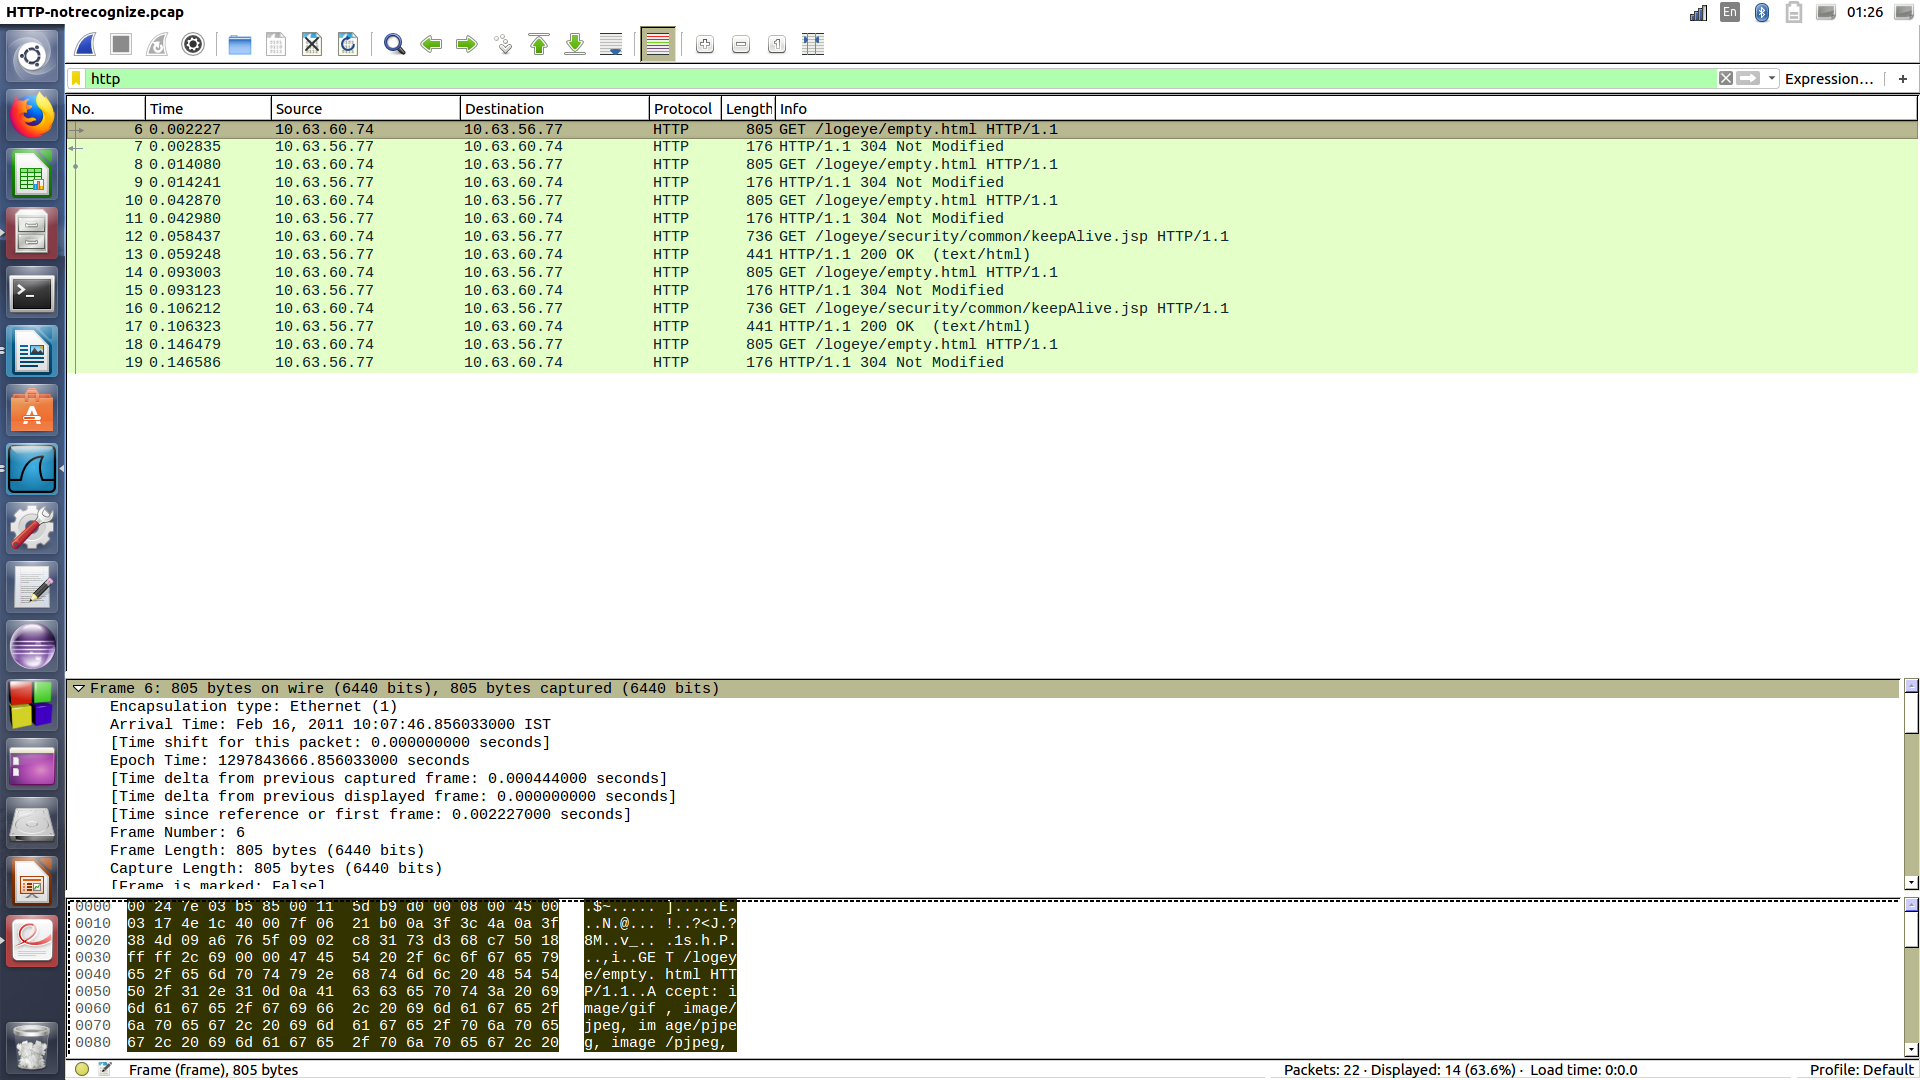 HTTP-notrecognize.pcap
En
01:26
http
Expression…
+
No. Time Source Destination Protocol Length Info
6 0.002227 10.63.60.74 10.63.56.77 HTTP 805 GET /logeye/empty.html HTTP/1.1
7 0.002835 10.63.56.77 10.63.60.74 HTTP 176 HTTP/1.1 304 Not Modified
8 0.014080 10.63.60.74 10.63.56.77 HTTP 805 GET /logeye/empty.html HTTP/1.1
9 0.014241 10.63.56.77 10.63.60.74 HTTP 176 HTTP/1.1 304 Not Modified
10 0.042870 10.63.60.74 10.63.56.77 HTTP 805 GET /logeye/empty.html HTTP/1.1
11 0.042980 10.63.56.77 10.63.60.74 HTTP 176 HTTP/1.1 304 Not Modified
12 0.058437 10.63.60.74 10.63.56.77 HTTP 736 GET /logeye/security/common/keepAlive.jsp HTTP/1.1
13 0.059248 10.63.56.77 10.63.60.74 HTTP 441 HTTP/1.1 200 OK (text/html)
14 0.093003 10.63.60.74 10.63.56.77 HTTP 805 GET /logeye/empty.html HTTP/1.1
15 0.093123 10.63.56.77 10.63.60.74 HTTP 176 HTTP/1.1 304 Not Modified
16 0.106212 10.63.60.74 10.63.56.77 HTTP 736 GET /logeye/security/common/keepAlive.jsp HTTP/1.1
17 0.106323 10.63.56.77 10.63.60.74 HTTP 441 HTTP/1.1 200 OK (text/html)
18 0.146479 10.63.60.74 10.63.56.77 HTTP 805 GET /logeye/empty.html HTTP/1.1
19 0.146586 10.63.56.77 10.63.60.74 HTTP 176 HTTP/1.1 304 Not Modified
Frame 6: 805 bytes on wire (6440 bits), 805 bytes captured (6440 bits)
Encapsulation type: Ethernet (1)
Arrival Time: Feb 16, 2011 10:07:46.856033000 IST
[Time shift for this packet: 0.000000000 seconds]
Epoch Time: 1297843666.856033000 seconds
[Time delta from previous captured frame: 0.000444000 seconds]
[Time delta from previous displayed frame: 0.000000000 seconds]
[Time since reference or first frame: 0.002227000 seconds]
Frame Number: 6
Frame Length: 805 bytes (6440 bits)
Capture Length: 805 bytes (6440 bits)
[Frame is marked: False]
0000 00 24 7e 03 b5 85 00 11 5d b9 d0 00 08 00 45 00 .$~..... ].....E.
0010 03 17 4e 1c 40 00 7f 06 21 b0 0a 3f 3c 4a 0a 3f ..N.@... !..?<J.?
0020 38 4d 09 a6 76 5f 09 02 c8 31 73 d3 68 c7 50 18 8M..v_.. .1s.h.P.
0030 ff ff 2c 69 00 00 47 45 54 20 2f 6c 6f 67 65 79 ..,i..GE T /logey
0040 65 2f 65 6d 70 74 79 2e 68 74 6d 6c 20 48 54 54 e/empty. html HTT
0050 50 2f 31 2e 31 0d 0a 41 63 63 65 70 74 3a 20 69 P/1.1..A ccept: i
0060 6d 61 67 65 2f 67 69 66 2c 20 69 6d 61 67 65 2f mage/gif , image/
0070 6a 70 65 67 2c 20 69 6d 61 67 65 2f 70 6a 70 65 jpeg, im age/pjpe
0080 67 2c 20 69 6d 61 67 65 2f 70 6a 70 65 67 2c 20 g, image /pjpeg,
Frame (frame), 805 bytes
Packets: 22 · Displayed: 14 (63.6%) · Load time: 0:0.0
Profile: Default